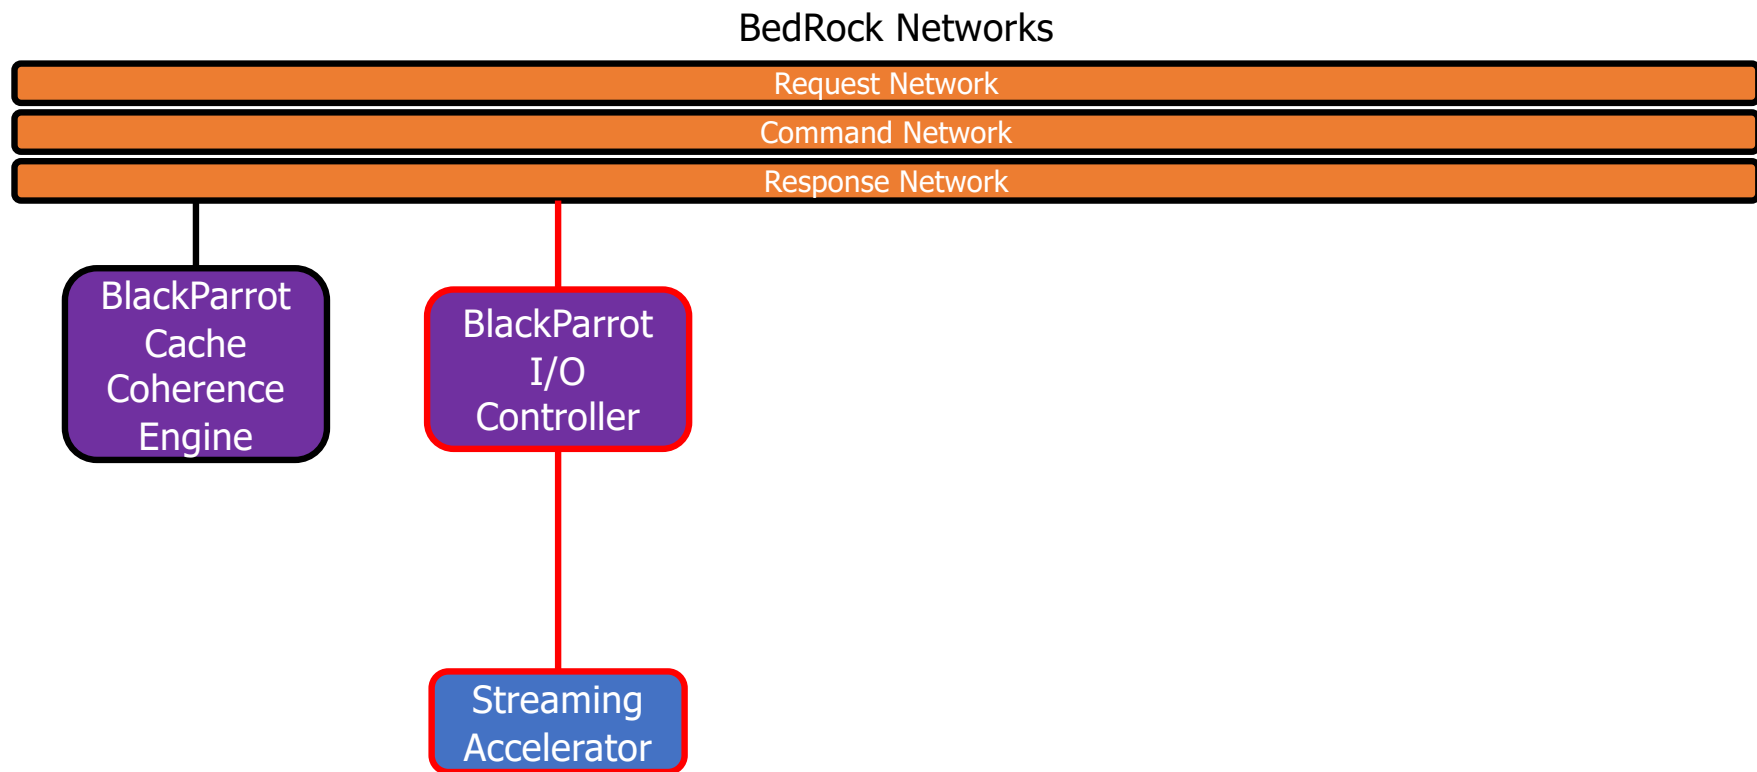 BedRock Networks
Request Network
Command Network
Response Network
BlackParrot
Cache
Coherence
Engine
BlackParrot
I/O
Controller
Streaming
Accelerator